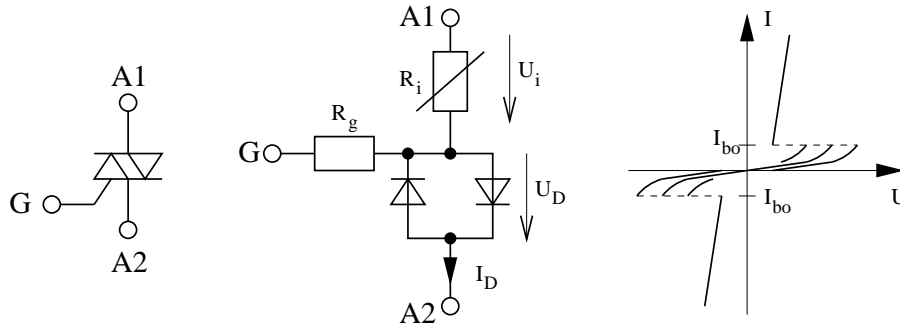 A1
G
A2
A1
R_i
U_i
R_g
G
U_D
I_D
A2
I
I_bo
U
I_bo